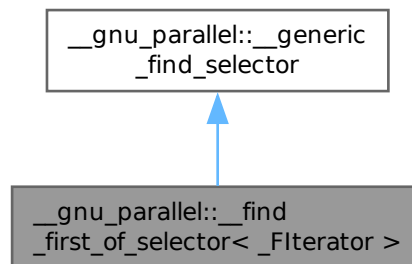 __gnu_parallel::__generic
_find_selector
__gnu_parallel::__find
_first_of_selector< _FIterator >